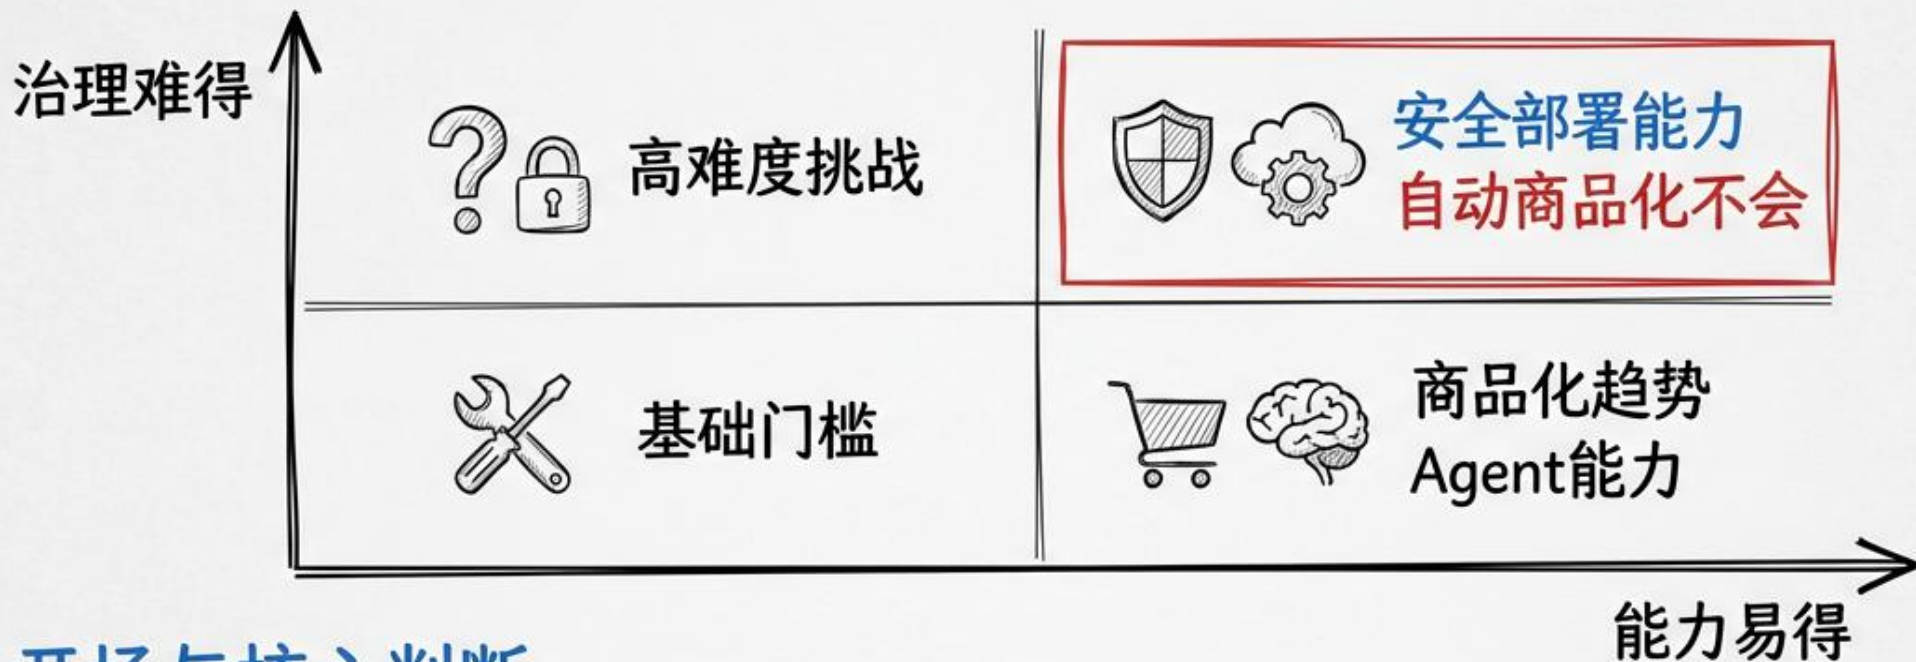 治理难得
高难度挑战
安全部署能力
自动商品化不会
基础门槛
商品化趋势
Agent能力
能力易得